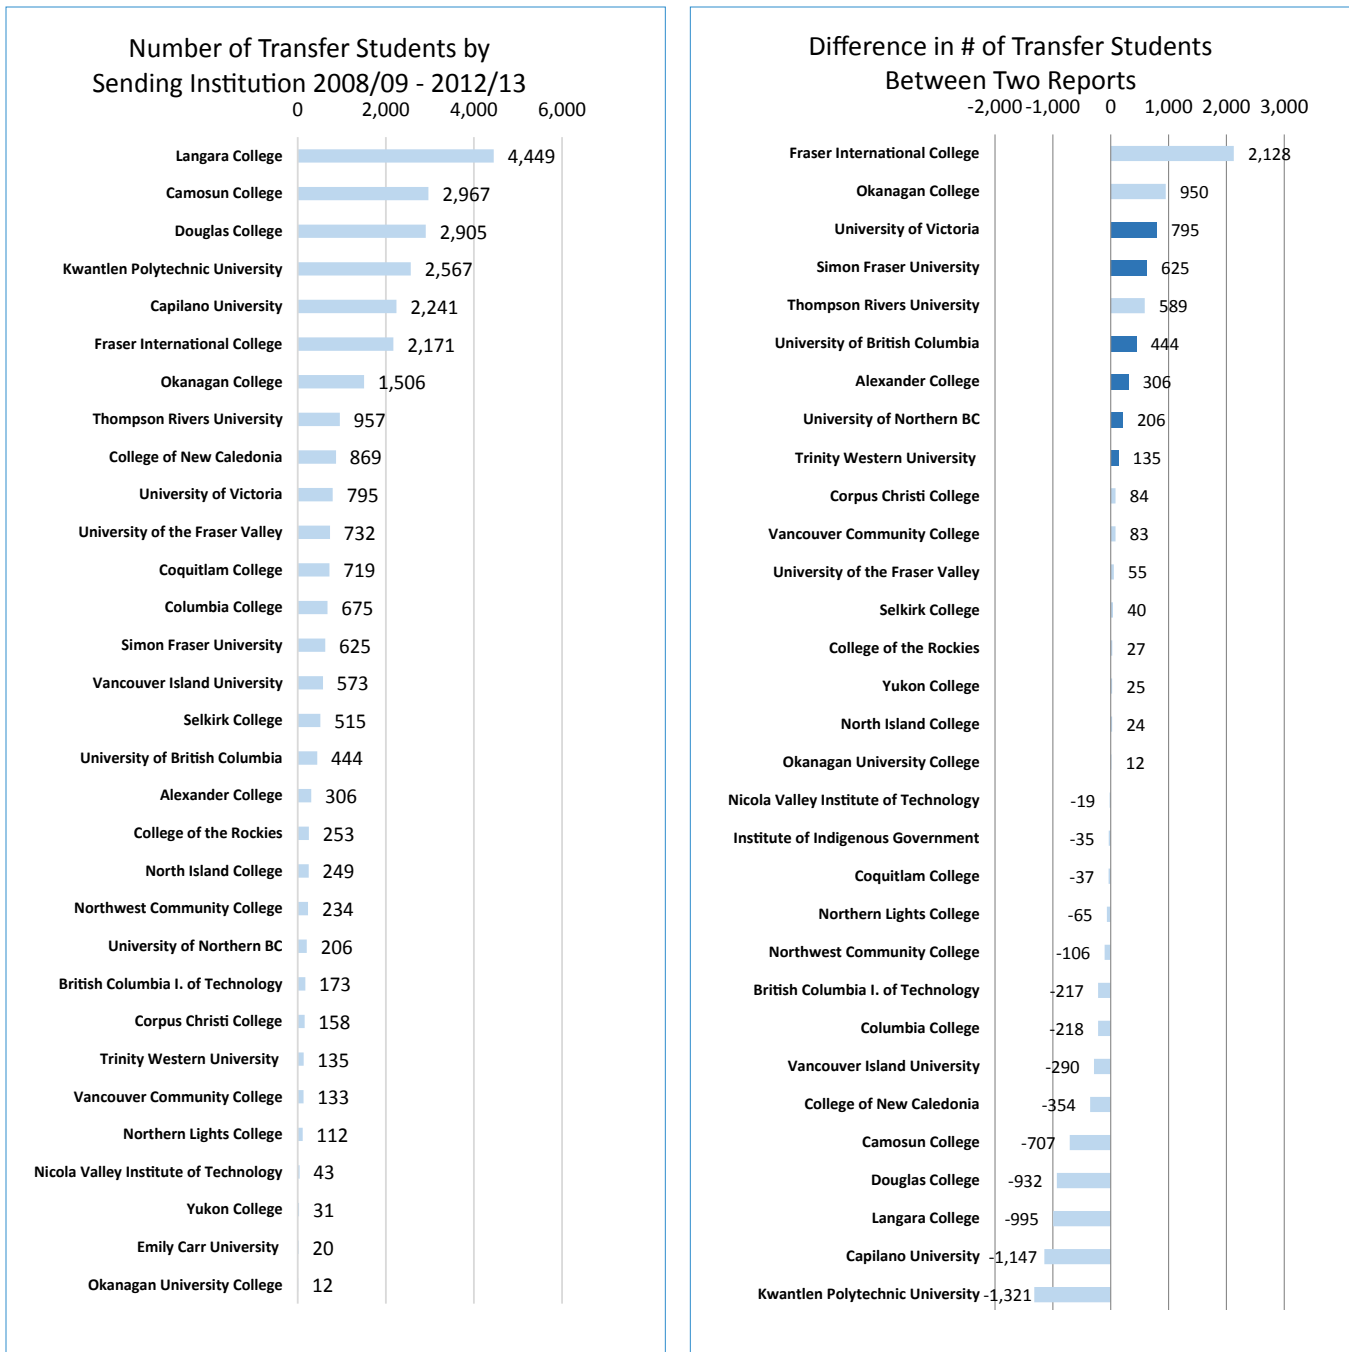 Number of Transfer Students by
Sending Institution 2008/09 - 2012/13
0 2,000 4,000 6,000
Langara College 4,449
Camosun College 2,967
Douglas College 2,905
Kwantlen Polytechnic University 2,567
Capilano University 2,241
Fraser International College 2,171
Okanagan College 1,506
Thompson Rivers University 957
College of New Caledonia 869
University of Victoria 795
University of the Fraser Valley 732
Coquitlam College 719
Columbia College 675
Simon Fraser University 625
Vancouver Island University 573
Selkirk College 515
University of British Columbia 444
Alexander College 306
College of the Rockies 253
North Island College 249
Northwest Community College 234
University of Northern BC 206
British Columbia I. of Technology 173
Corpus Christi College 158
Trinity Western University 135
Vancouver Community College 133
Northern Lights College 112
Nicola Valley Institute of Technology 43
Yukon College 31
Emily Carr University 20
Okanagan University College 12
Difference in # of Transfer Students
Between Two Reports
-2,000 -1,000 0 1,000 2,000 3,000
Fraser International College 2,128
Okanagan College 950
University of Victoria 795
Simon Fraser University 625
Thompson Rivers University 589
University of British Columbia 444
Alexander College 306
University of Northern BC 206
Trinity Western University 135
Corpus Christi College 84
Vancouver Community College 83
University of the Fraser Valley 55
Selkirk College 40
College of the Rockies 27
Yukon College 25
North Island College 24
Okanagan University College 12
Nicola Valley Institute of Technology -19
Institute of Indigenous Government -35
Coquitlam College -37
Northern Lights College -65
Northwest Community College -106
British Columbia I. of Technology -217
Columbia College -218
Vancouver Island University -290
College of New Caledonia -354
Camosun College -707
Douglas College -932
Langara College -995
Capilano University -1,147
Kwantlen Polytechnic University -1,321